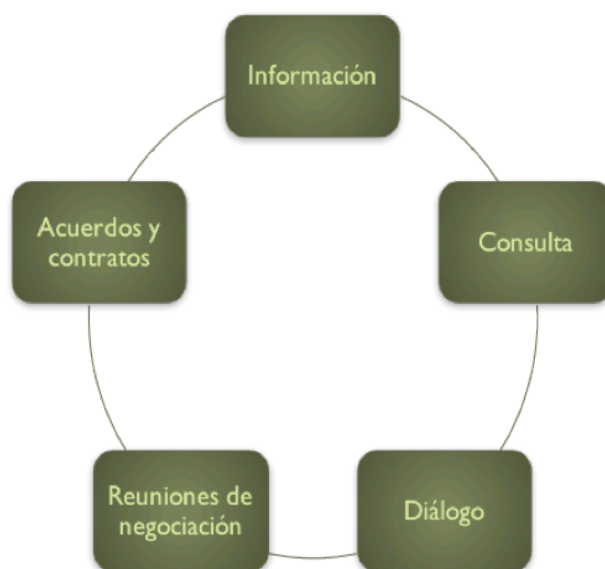 Información
Consulta
Diálogo
Reuniones de
negociación
Acuerdos y
contratos